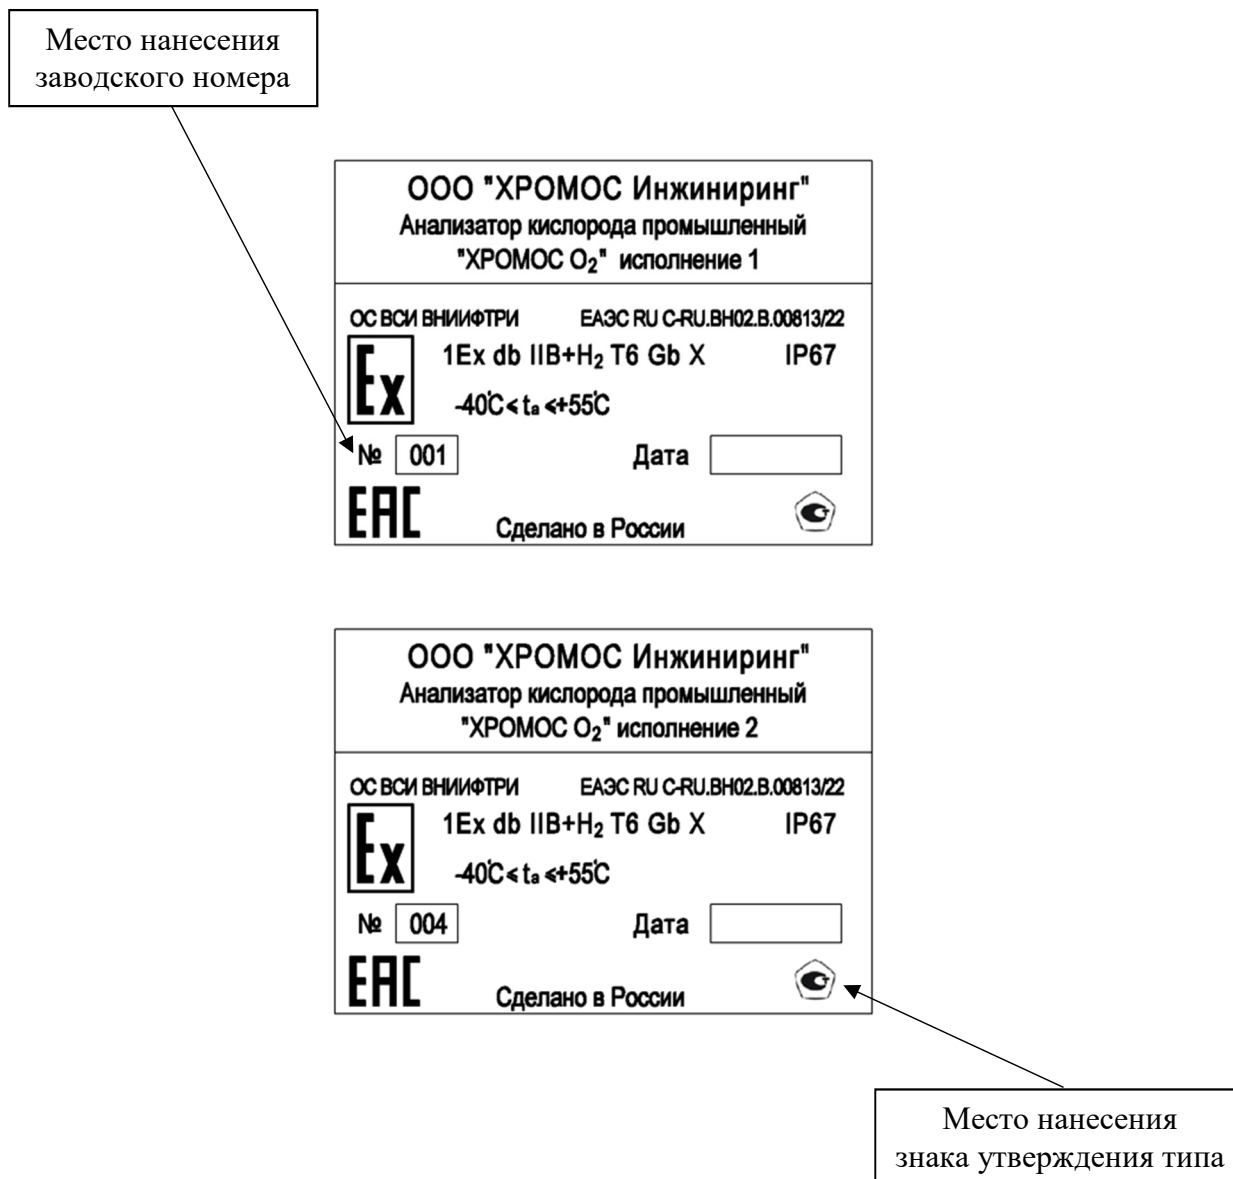 Место нанесения
заводского номера
ООО "ХРОМОС Инжиниринг"
Анализатор кислорода промышленный
"ХРОМОС O₂" исполнение 1
ОС ВСИ ВНИИФТРИ ЕАЭС RU C-RU.ВН02.В.00813/22
Ex
1Ex db IIB+H₂ T6 Gb X IP67
-40°C ≤ tₐ ≤+55°C
№ 001 Дата
ЕАС
Сделано в России
ООО "ХРОМОС Инжиниринг"
Анализатор кислорода промышленный
"ХРОМОС O₂" исполнение 2
ОС ВСИ ВНИИФТРИ ЕАЭС RU C-RU.ВН02.В.00813/22
Ex
1Ex db IIB+H₂ T6 Gb X IP67
-40°C ≤ tₐ ≤+55°C
№ 004 Дата
ЕАС
Сделано в России
Место нанесения
знака утверждения типа